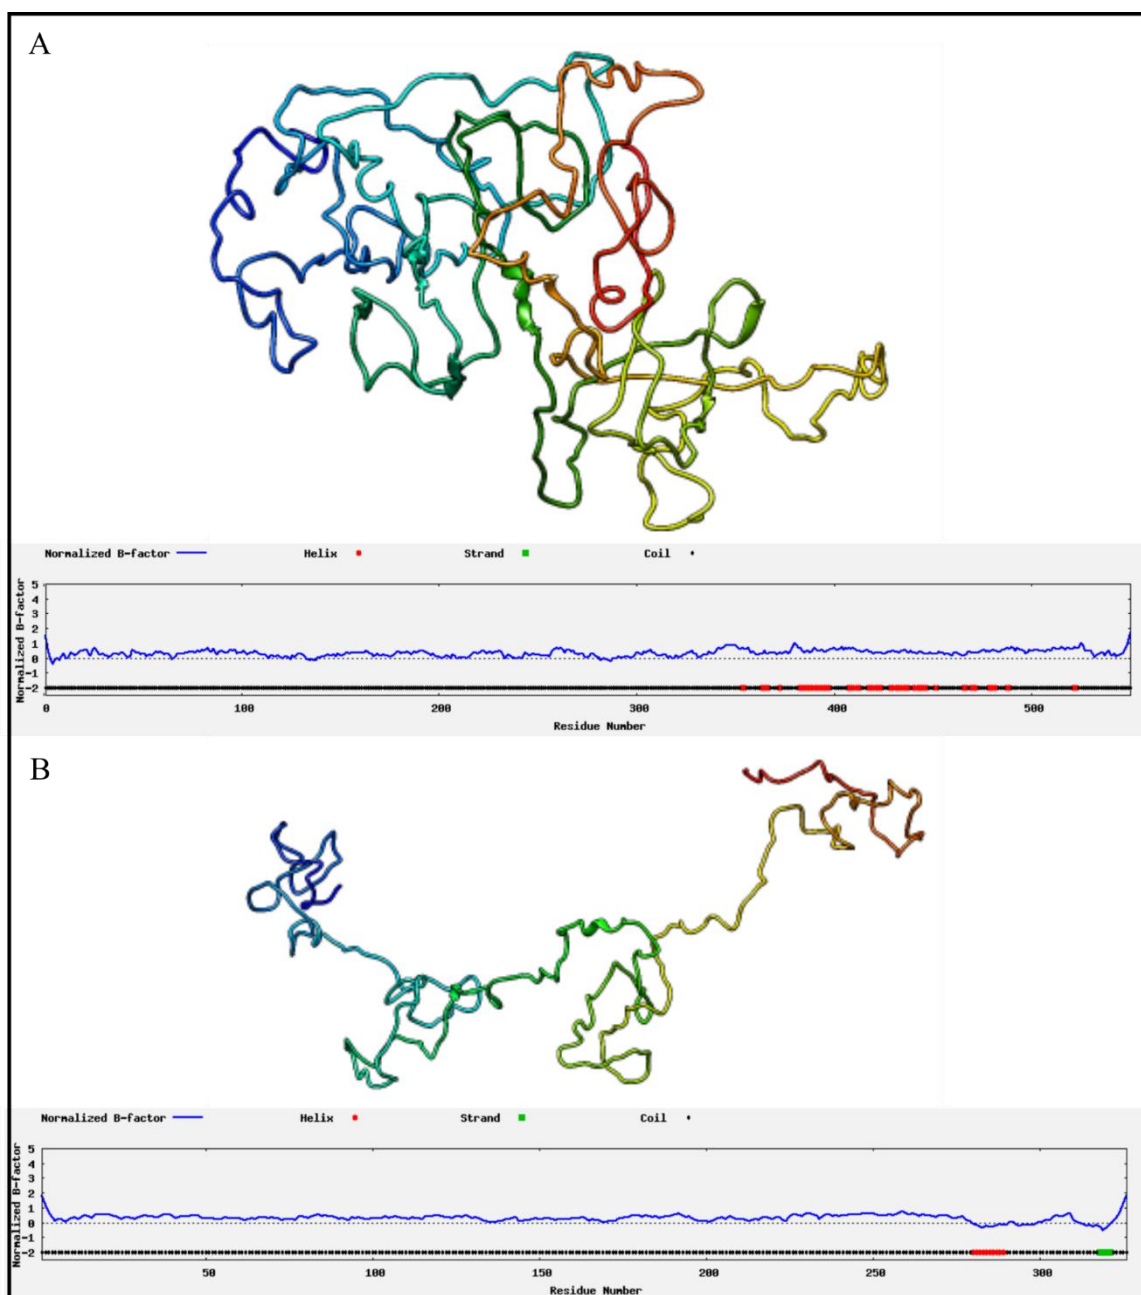 A
Normalized B-factor Helix Strand Coil
Normalized B-factor
5
4
3
2
1
0
-1
-2
0 100 200 300 400 500
Residue Number
B
Normalized B-factor Helix Strand Coil
Normalized B-factor
5
4
3
2
1
0
-1
-2
50 100 150 200 250 300
Residue Number